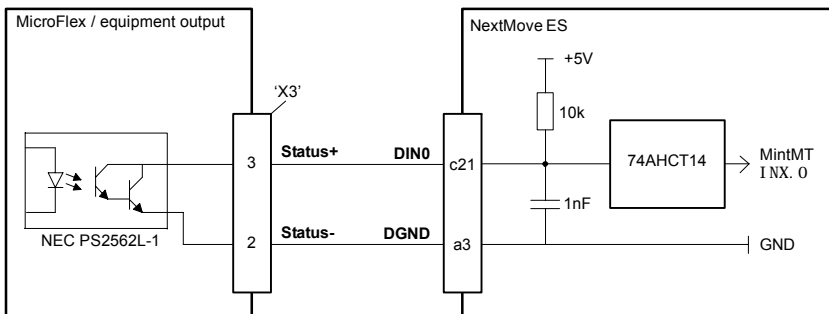 MicroFlex / equipment output
NextMove ES
+5V
'X3'
10k
3
Status+
DIN0
c21
74AHCT14
MintMT
INX. 0
1nF
NEC PS2562L-1
2
Status-
DGND
a3
GND